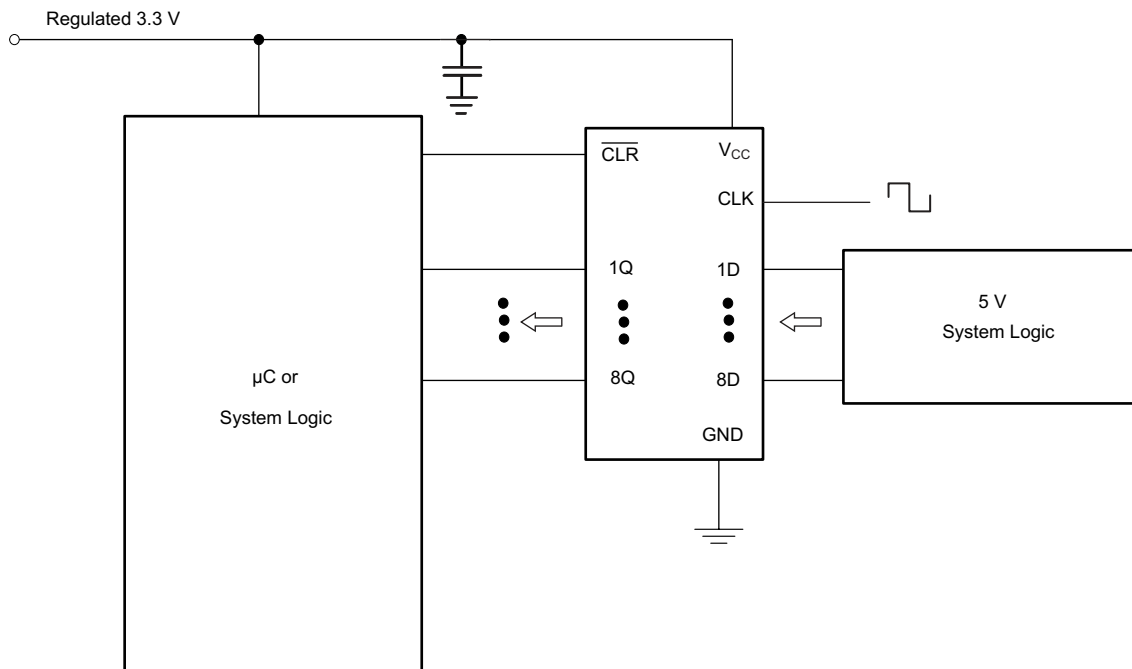 Regulated 3.3 V
CLR
VCC
CLK
1Q
1D
5 V
System Logic
µC or
System Logic
8Q
8D
GND